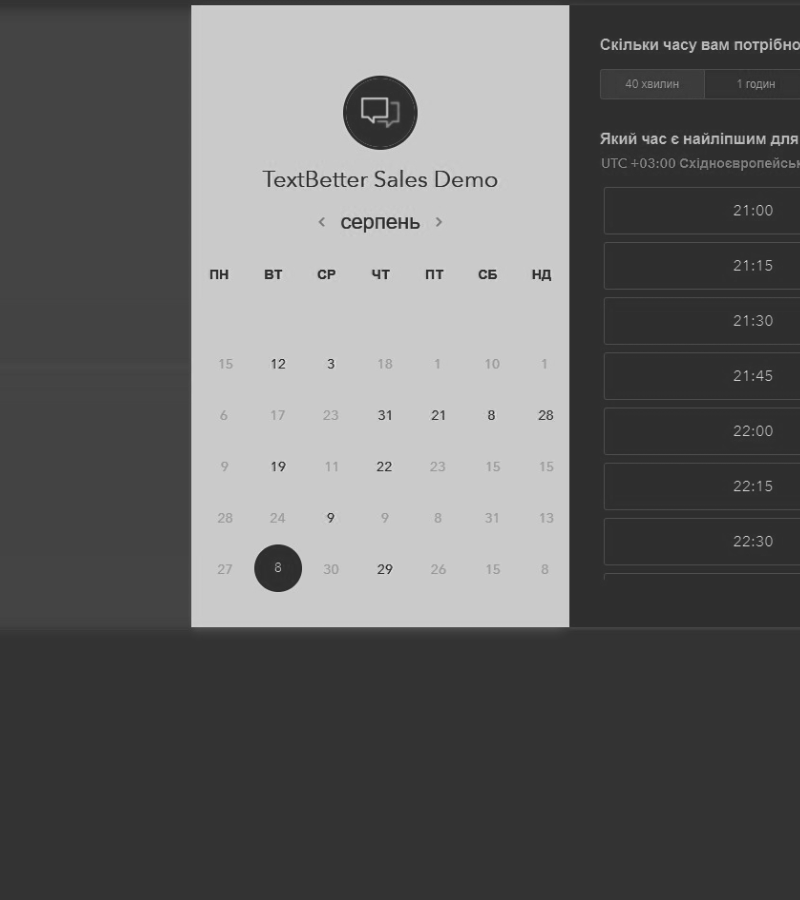 TextBetter Sales Demo
< серпень >
ПН ВТ СР ЧТ ПТ СБ НД
15 12 3 18 1 10 1
6 17 23 31 21 8 28
9 19 11 22 23 15 15
28 24 9 9 8 31 13
27 8 30 29 26 15 8
Скільки часу вам потрібно
40 хвилин 1 годин
Який час є найліпшим для
UTC +03:00 Східноєвропейськ
21:00
21:15
21:30
21:45
22:00
22:15
22:30